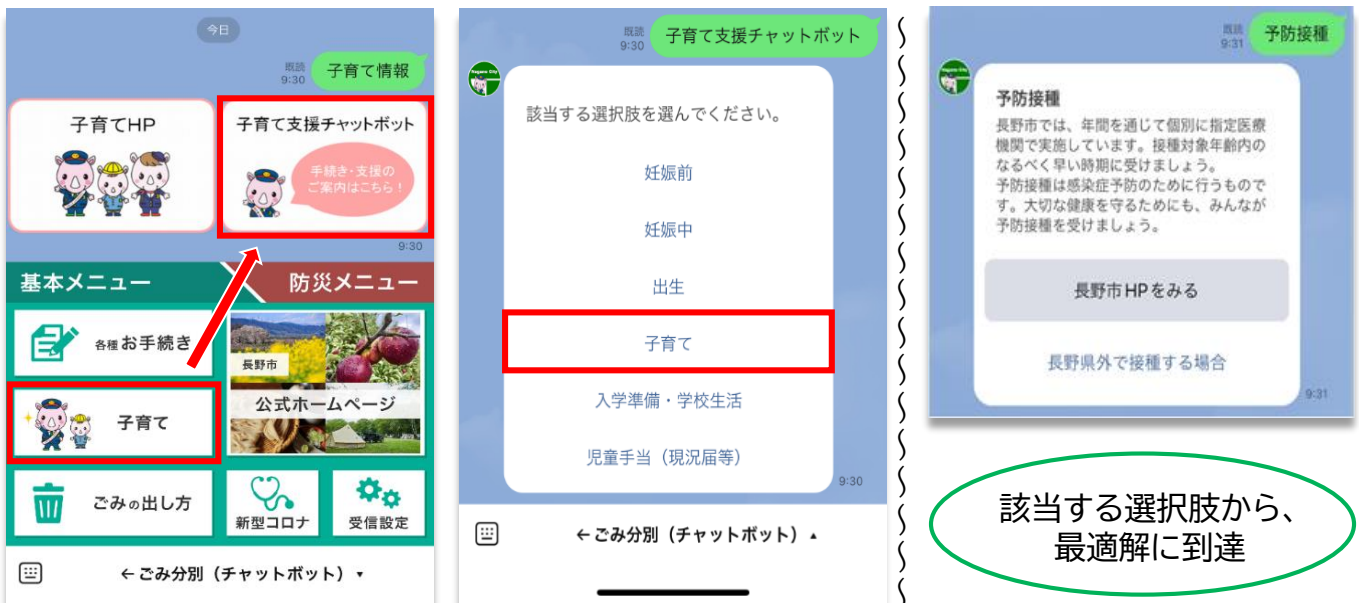 今日
既読
9:30
子育て情報
子育てHP
子育て支援チャットボット
手続き・支援の
ご案内はこちら！
9:30
基本メニュー
防災メニュー
各種お手続き
長野市
公式ホームページ
子育て
ごみの出し方
新型コロナ
受信設定
←ごみ分別（チャットボット）▼
既読
9:30
子育て支援チャットボット
Nagano City
該当する選択肢を選んでください。
妊娠前
妊娠中
出生
子育て
入学準備・学校生活
児童手当（現況届等）
9:30
←ごみ分別（チャットボット）▲
既読
9:31
予防接種
Nagano City
予防接種
長野市では、年間を通じて個別に指定医療
機関で実施しています。接種対象年齢内の
なるべく早い時期に受けましょう。
予防接種は感染症予防のために行うもので
す。大切な健康を守るためにも、みんなが
予防接種を受けましょう。
長野市HPをみる
長野県外で接種する場合
9:31
該当する選択肢から、
最適解に到達